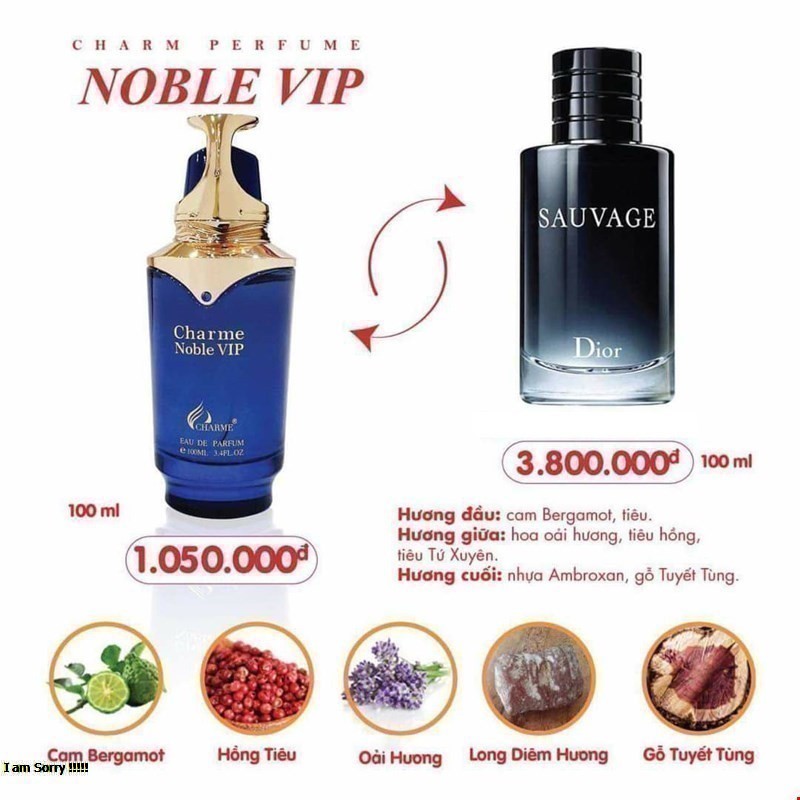 CHARM PERFUME
NOBLE VIP
SAUVAGE
Dior
Charme
Noble VIP
CHARME®
EAU DE PARFUM
e 100ML 3.4FL.OZ
3.800.000đ 100 ml
100 ml
1.050.000đ
Hương đầu: cam Bergamot, tiêu.
Hương giữa: hoa oải hương, tiêu hồng,
tiêu Tứ Xuyên.
Hương cuối: nhựa Ambroxan, gỗ Tuyết Tùng.
Cam Bergamot
Hồng Tiêu
Oải Hương
Long Diêm Hương
Gỗ Tuyết Tùng
I am Sorry !!!!!